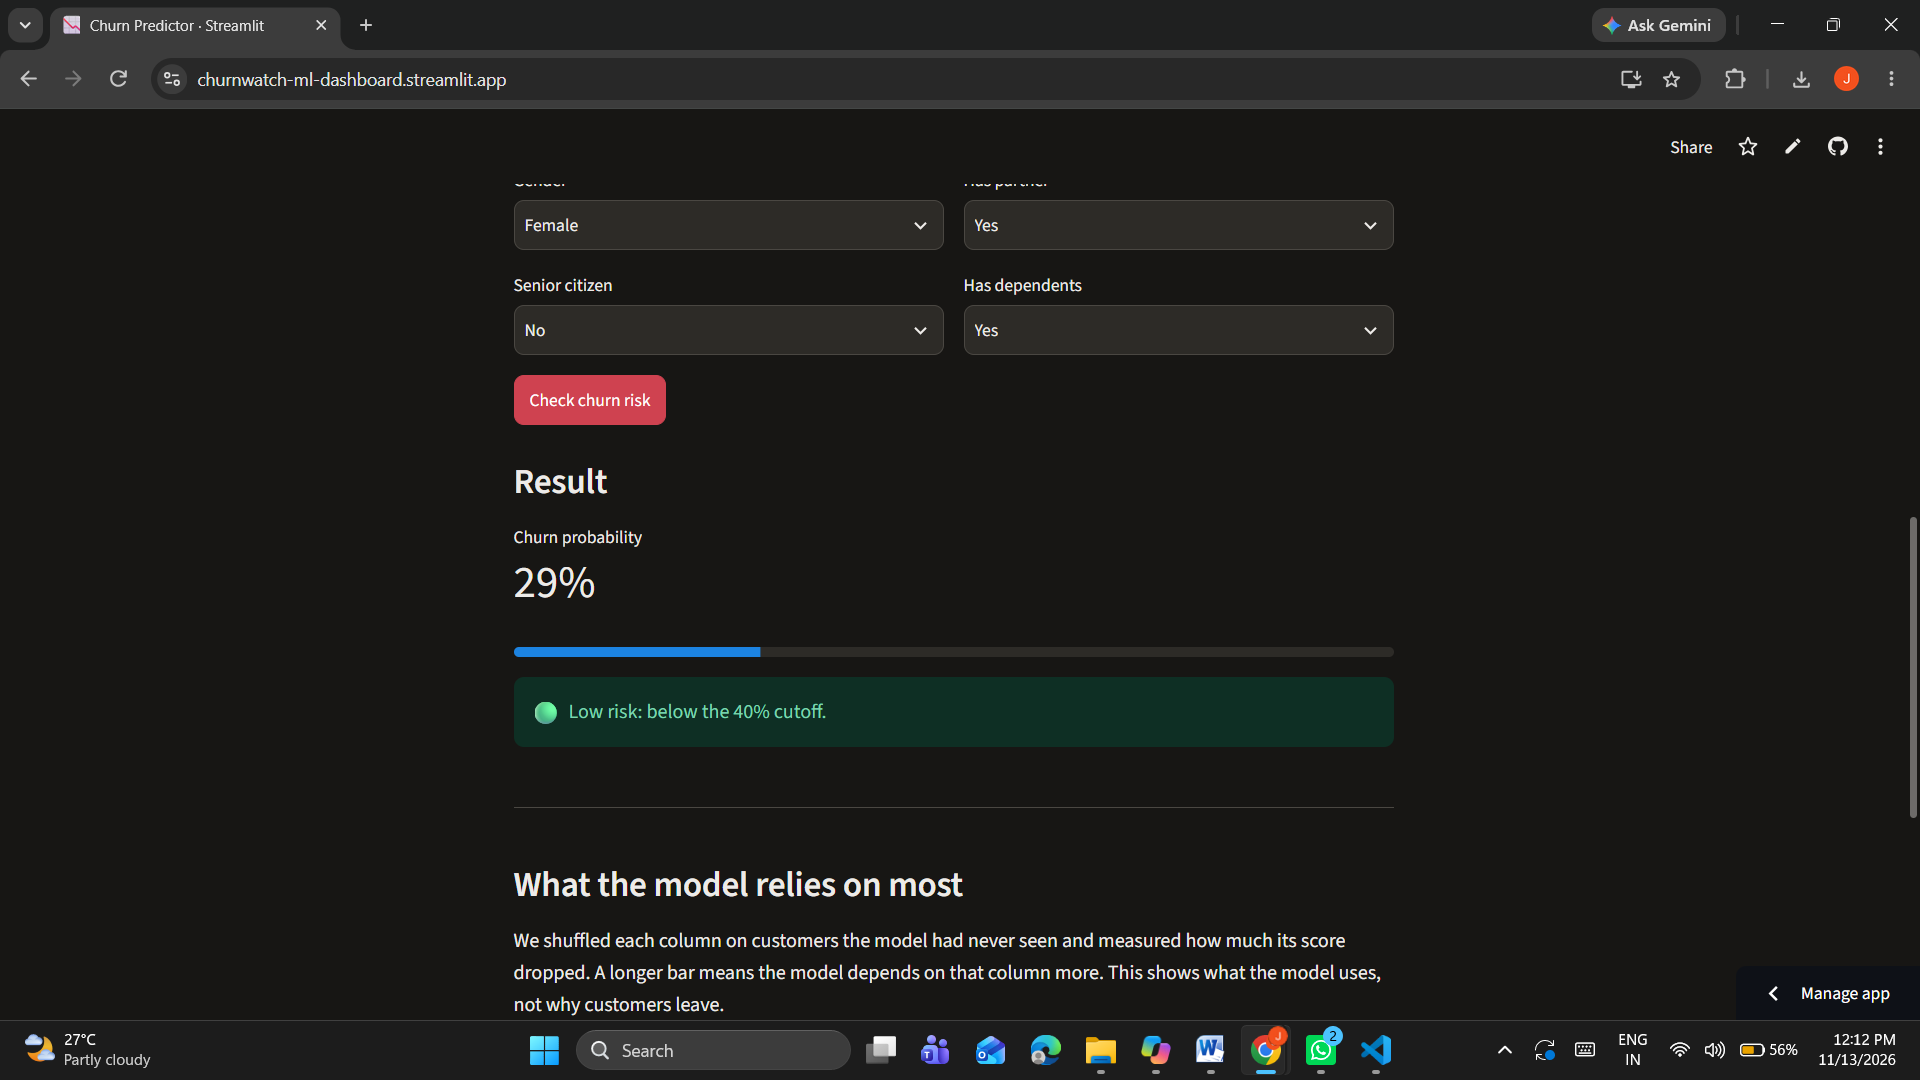 Churn Predictor · Streamlit
Ask Gemini
churnwatch-ml-dashboard.streamlit.app
J
Share
Gender Has partner
Female Yes
Senior citizen Has dependents
No Yes
Check churn risk
Result
Churn probability
29%
Low risk: below the 40% cutoff.
What the model relies on most
We shuffled each column on customers the model had never seen and measured how much its score
dropped. A longer bar means the model depends on that column more. This shows what the model uses,
not why customers leave.
Manage app
27°C
Partly cloudy
Search
J
2
ENG
IN
56%
12:12 PM
11/13/2026